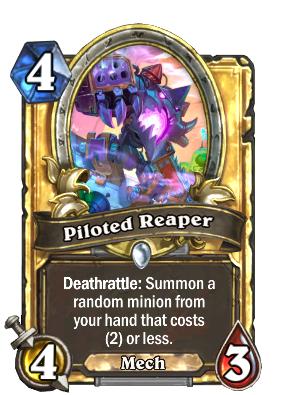 4
Piloted Reaper
Deathrattle: Summon a
random minion from
your hand that costs
(2) or less.
4
Mech
3